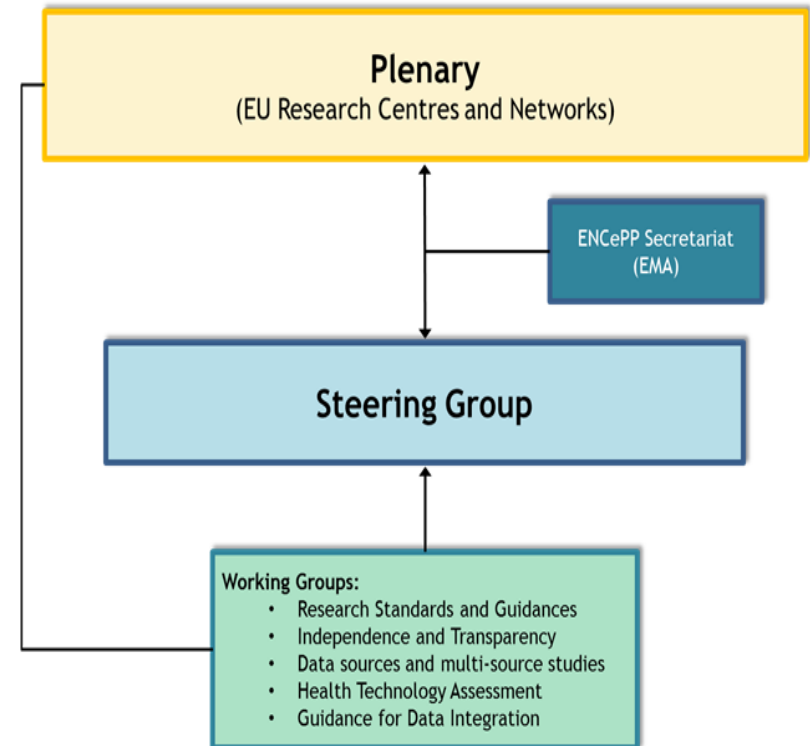 Plenary
(EU Research Centres and Networks)
ENCePP Secretariat
(EMA)
Steering Group
Working Groups:
• Research Standards and Guidances
• Independence and Transparency
• Data sources and multi-source studies
• Health Technology Assessment
• Guidance for Data Integration